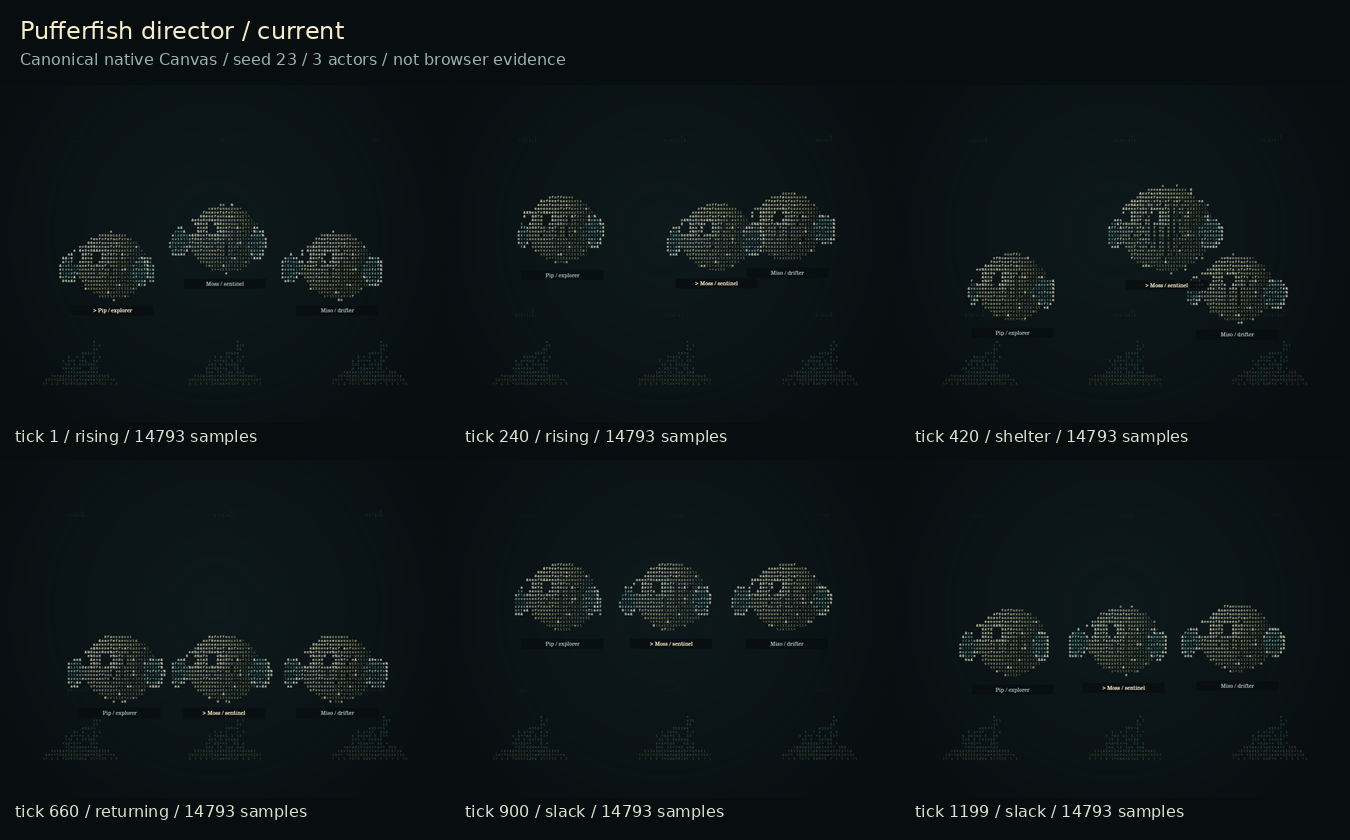 Pufferfish director / current
Canonical native Canvas / seed 23 / 3 actors / not browser evidence
> Pip / explorer
Moss / sentinel
Miso / drifter
tick 1 / rising / 14793 samples
Pip / explorer
> Moss / sentinel
Miso / drifter
tick 240 / rising / 14793 samples
Pip / explorer
> Moss / sentinel
Miso / drifter
tick 420 / shelter / 14793 samples
Pip / explorer
> Moss / sentinel
Miso / drifter
tick 660 / returning / 14793 samples
Pip / explorer
> Moss / sentinel
Miso / drifter
tick 900 / slack / 14793 samples
Pip / explorer
> Moss / sentinel
Miso / drifter
tick 1199 / slack / 14793 samples